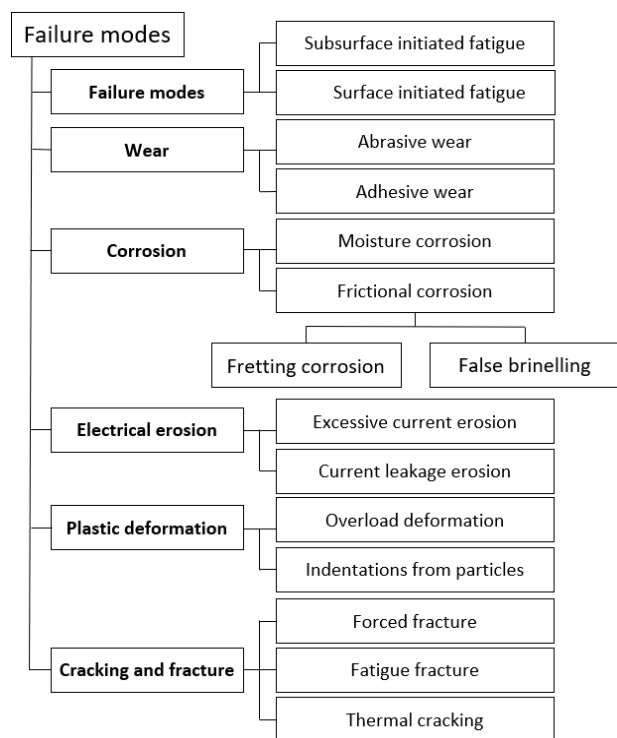 Failure modes
Subsurface initiated fatigue
Failure modes
Surface initiated fatigue
Wear
Abrasive wear
Adhesive wear
Corrosion
Moisture corrosion
Frictional corrosion
Fretting corrosion
False brinelling
Electrical erosion
Excessive current erosion
Current leakage erosion
Plastic deformation
Overload deformation
Indentations from particles
Cracking and fracture
Forced fracture
Fatigue fracture
Thermal cracking